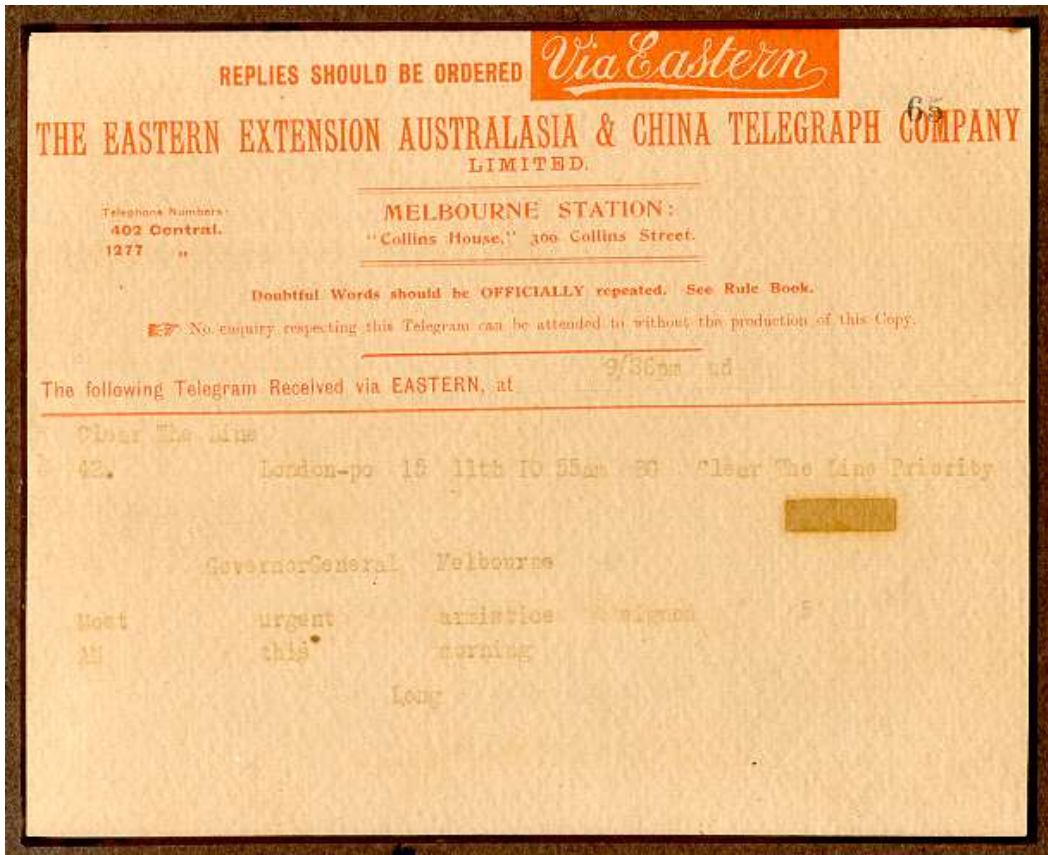 REPLIES SHOULD BE ORDERED Via Eastern
65
THE EASTERN EXTENSION AUSTRALASIA & CHINA TELEGRAPH COMPANY
LIMITED.
Telephone Numbers:
402 Central.
1277 "
MELBOURNE STATION:
"Collins House," 360 Collins Street.
Doubtful Words should be OFFICIALLY repeated. See Rule Book.
☞ No enquiry respecting this Telegram can be attended to without the production of this Copy.
The following Telegram Received via EASTERN, at 9/36pm
Clear The Line
42. London-po 15 11th 10 55am Clear The Line Priority
GovernorGeneral Melbourne
Most urgent armistice signed 5
AM this morning
Long